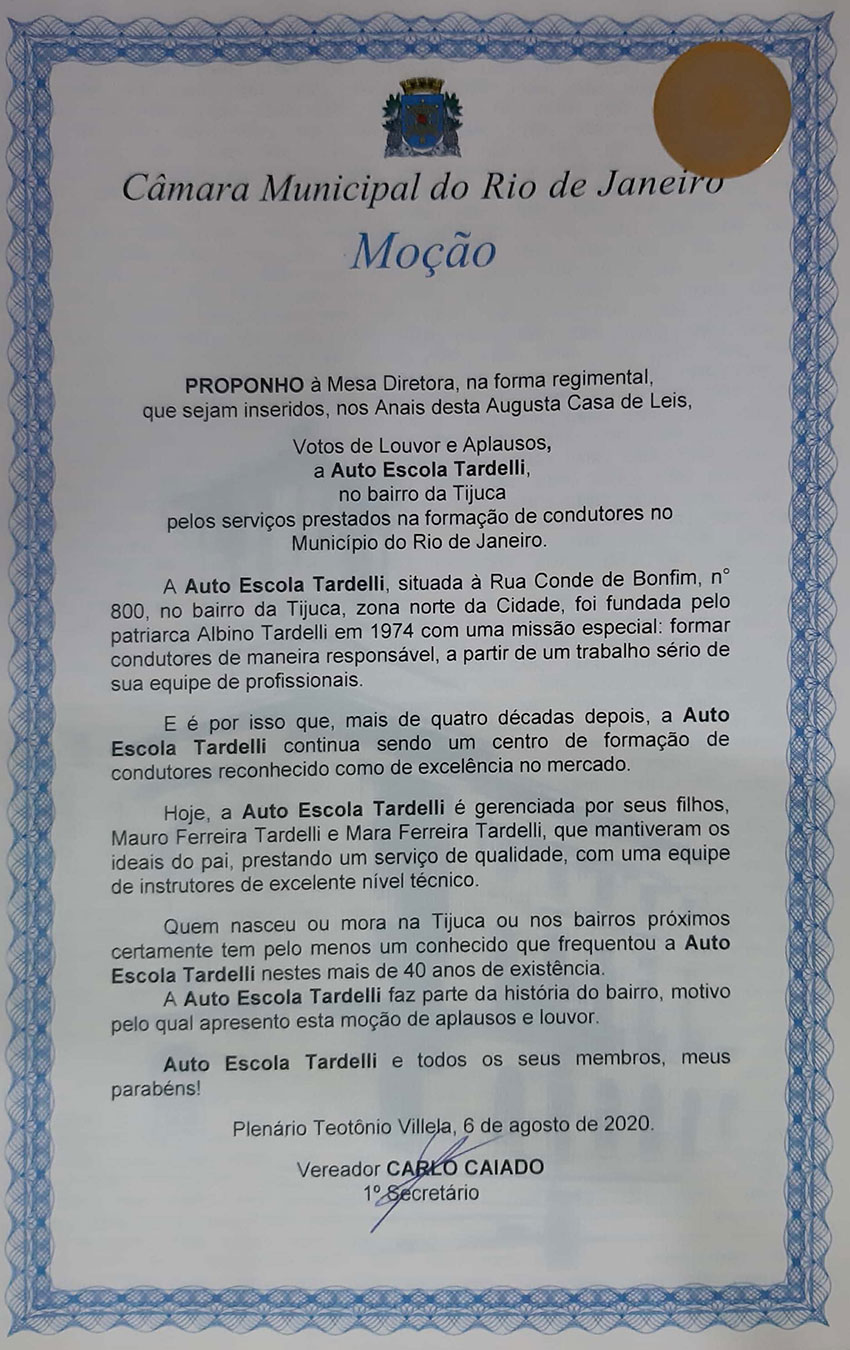 Câmara Municipal do Rio de Janeiro
Moção
PROPONHO à Mesa Diretora, na forma regimental,
que sejam inseridos, nos Anais desta Augusta Casa de Leis,
Votos de Louvor e Aplausos,
a Auto Escola Tardelli,
no bairro da Tijuca
pelos serviços prestados na formação de condutores no
Município do Rio de Janeiro.
A Auto Escola Tardelli, situada à Rua Conde de Bonfim, n°
800, no bairro da Tijuca, zona norte da Cidade, foi fundada pelo
patriarca Albino Tardelli em 1974 com uma missão especial: formar
condutores de maneira responsável, a partir de um trabalho sério de
sua equipe de profissionais.
E é por isso que, mais de quatro décadas depois, a Auto
Escola Tardelli continua sendo um centro de formação de
condutores reconhecido como de excelência no mercado.
Hoje, a Auto Escola Tardelli é gerenciada por seus filhos,
Mauro Ferreira Tardelli e Mara Ferreira Tardelli, que mantiveram os
ideais do pai, prestando um serviço de qualidade, com uma equipe
de instrutores de excelente nível técnico.
Quem nasceu ou mora na Tijuca ou nos bairros próximos
certamente tem pelo menos um conhecido que frequentou a Auto
Escola Tardelli nestes mais de 40 anos de existência.
A Auto Escola Tardelli faz parte da história do bairro, motivo
pelo qual apresento esta moção de aplausos e louvor.
Auto Escola Tardelli e todos os seus membros, meus
parabéns!
Plenário Teotônio Villela, 6 de agosto de 2020.
Vereador CARLO CAIADO
1º Secretário